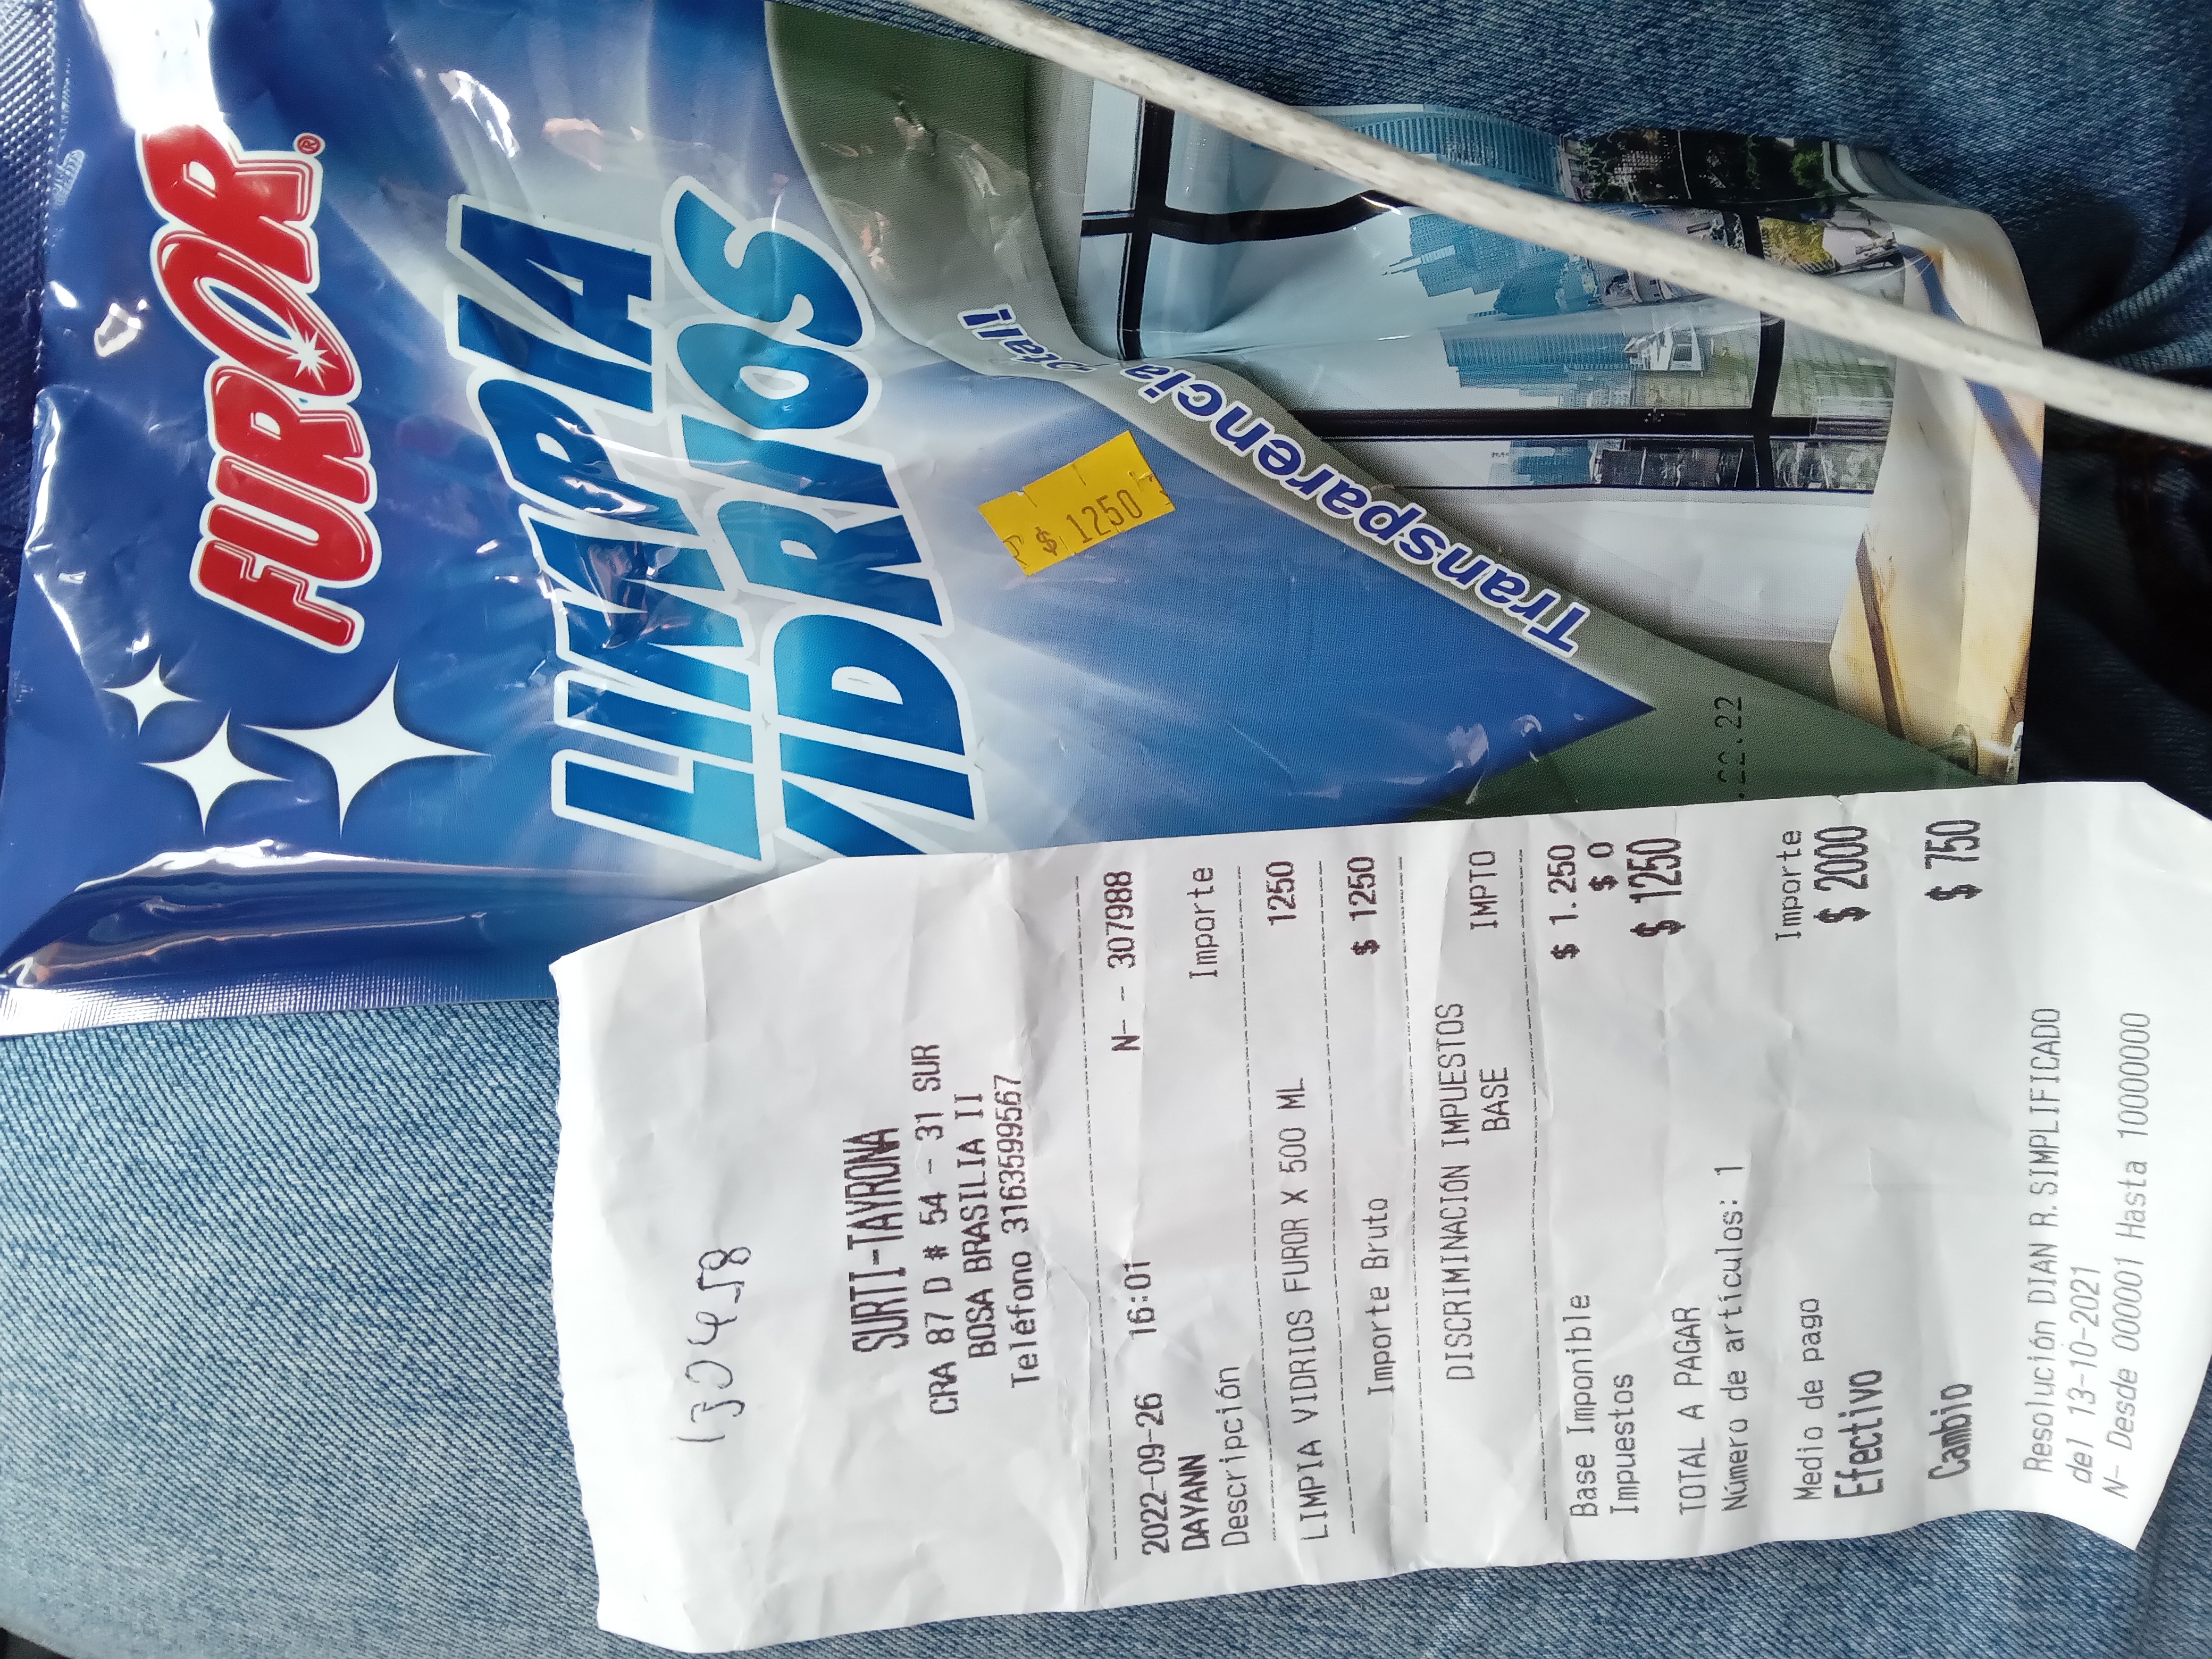 FUROR®
LIMPIA
VIDRIOS
$ 1250
Transparencia
.22.22
130458
SURTI-TAYRONA
CRA 87 D # 54 - 31 SUR
BOSA BRASILIA II
Teléfono 3163599567
2022-09-26 16:01 N- - 307988
DAYANN
Descripción Importe
LIMPIA VIDRIOS FUROR X 500 ML 1250
Importe Bruto $ 1250
DISCRIMINACIÓN IMPUESTOS
BASE IMPTO
Base Imponible $ 1.250
Impuestos $ 0
TOTAL A PAGAR $ 1250
Número de artículos: 1
Medio de pago Importe
Efectivo $ 2000
Cambio $ 750
Resolución DIAN R.SIMPLIFICADO
del 13-10-2021
N- Desde 000001 Hasta 10000000